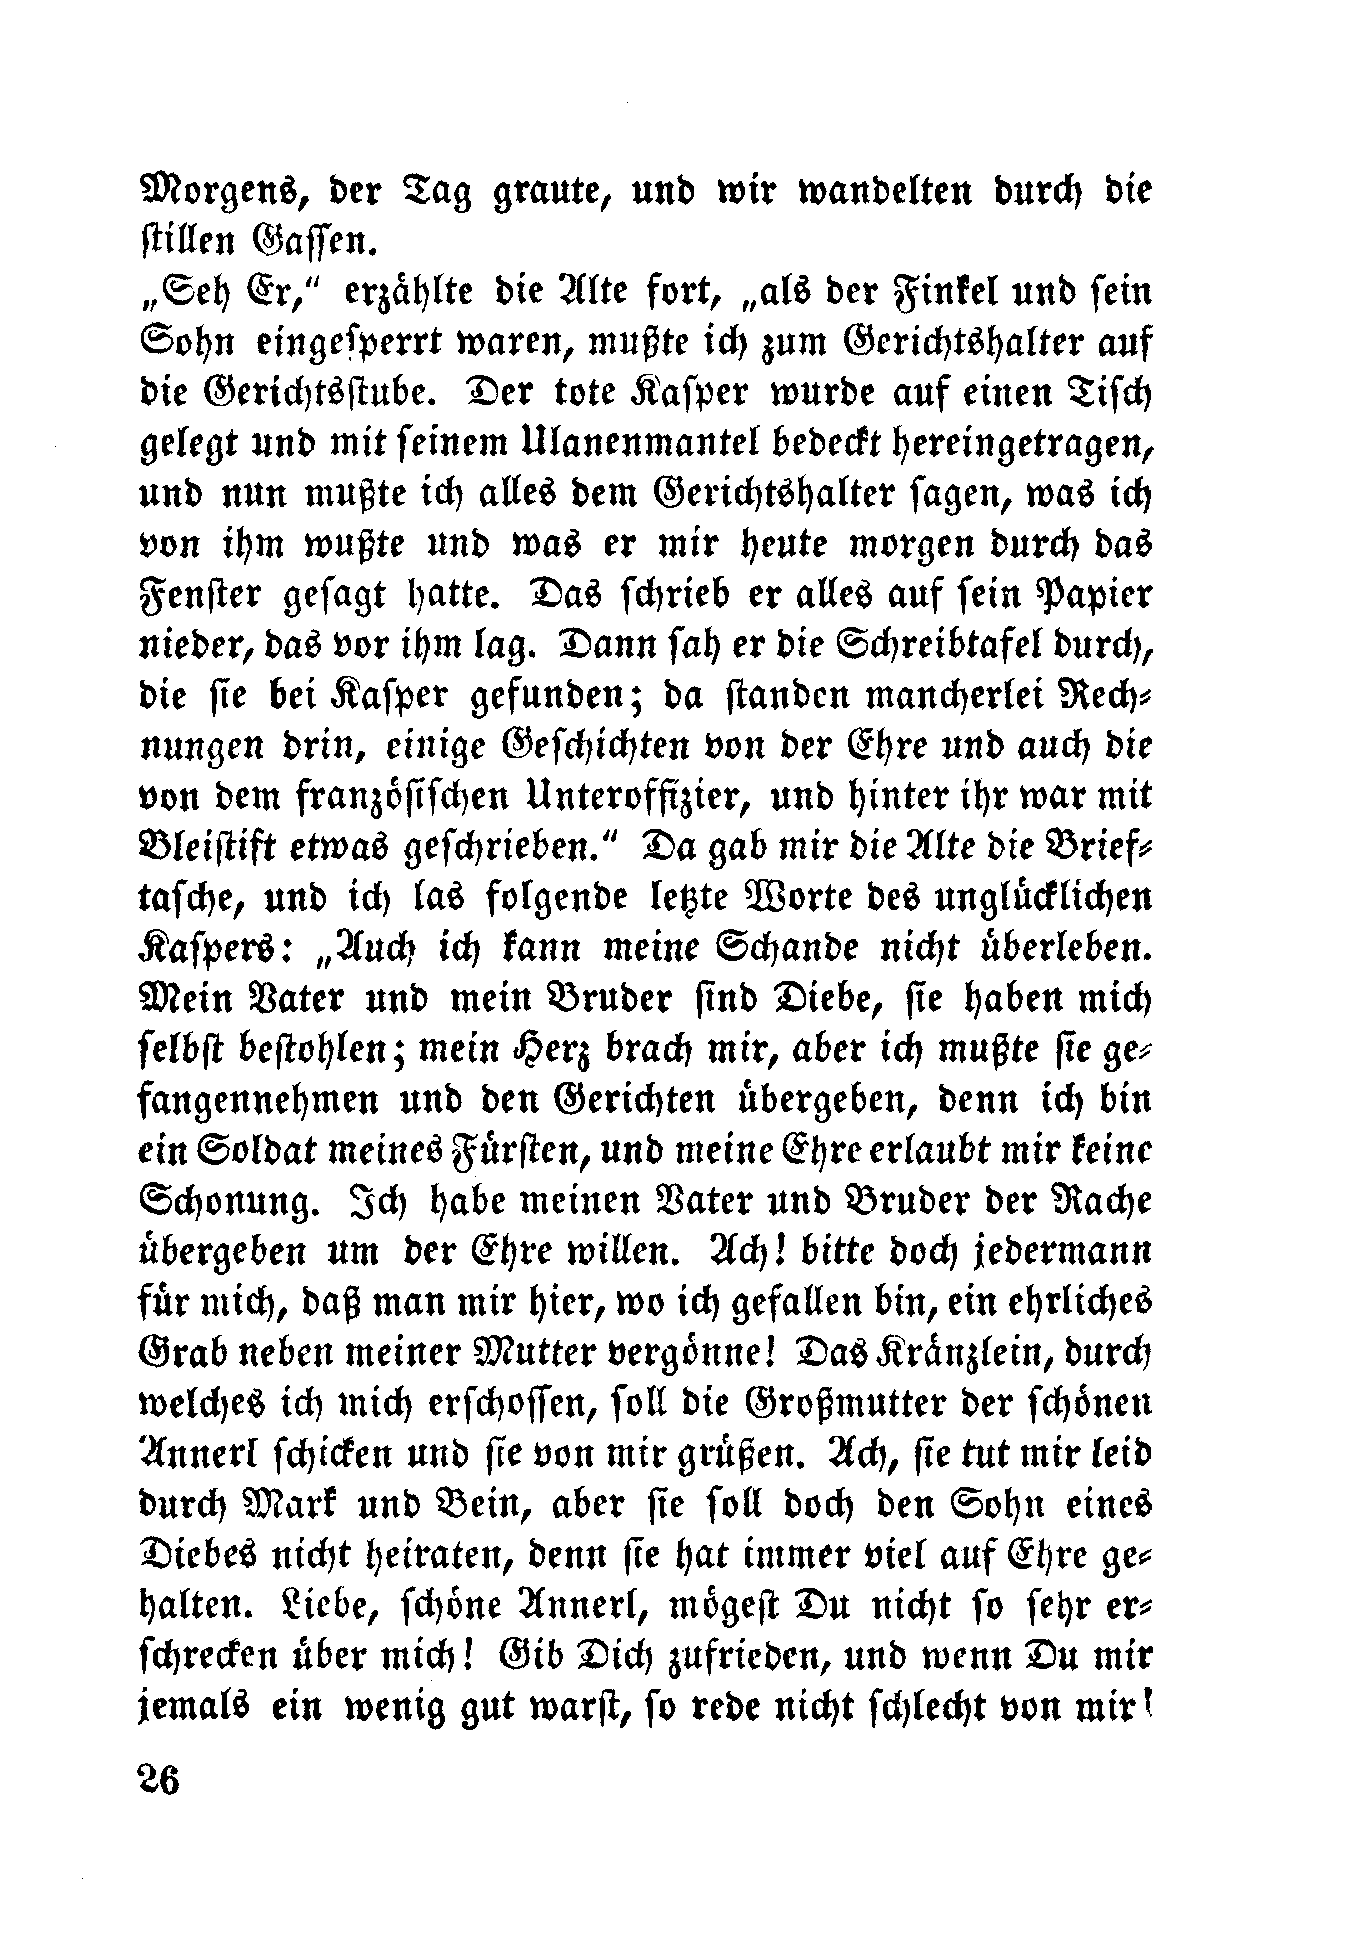 Morgens, der Tag graute, und wir wandelten durch die
stillen Gassen.
„Seh Er,“ erzählte die Alte fort, „als der Finkel und sein
Sohn eingesperrt waren, mußte ich zum Gerichtshalter auf
die Gerichtsstube. Der tote Kasper wurde auf einen Tisch
gelegt und mit seinem Ulanenmantel bedeckt hereingetragen,
und nun mußte ich alles dem Gerichtshalter sagen, was ich
von ihm wußte und was er mir heute morgen durch das
Fenster gesagt hatte. Das schrieb er alles auf sein Papier
nieder, das vor ihm lag. Dann sah er die Schreibtafel durch,
die sie bei Kasper gefunden; da standen mancherlei Rech-
nungen drin, einige Geschichten von der Ehre und auch die
von dem französischen Unteroffizier, und hinter ihr war mit
Bleistift etwas geschrieben.“ Da gab mir die Alte die Brief-
tasche, und ich las folgende letzte Worte des unglücklichen
Kaspers: „Auch ich kann meine Schande nicht überleben.
Mein Vater und mein Bruder sind Diebe, sie haben mich
selbst bestohlen; mein Herz brach mir, aber ich mußte sie ge-
fangennehmen und den Gerichten übergeben, denn ich bin
ein Soldat meines Fürsten, und meine Ehre erlaubt mir keine
Schonung. Ich habe meinen Vater und Bruder der Rache
übergeben um der Ehre willen. Ach! bitte doch jedermann
für mich, daß man mir hier, wo ich gefallen bin, ein ehrliches
Grab neben meiner Mutter vergönne! Das Kränzlein, durch
welches ich mich erschossen, soll die Großmutter der schönen
Annerl schicken und sie von mir grüßen. Ach, sie tut mir leid
durch Mark und Bein, aber sie soll doch den Sohn eines
Diebes nicht heiraten, denn sie hat immer viel auf Ehre ge-
halten. Liebe, schöne Annerl, mögest Du nicht so sehr er-
schrecken über mich! Gib Dich zufrieden, und wenn Du mir
jemals ein wenig gut warst, so rede nicht schlecht von mir!
26